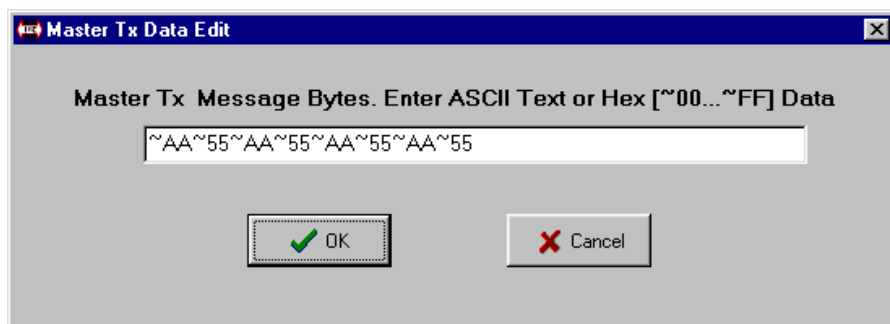 Master Tx Data Edit
Master Tx  Message Bytes. Enter ASCII Text or Hex [~00...~FF] Data
~AA~55~AA~55~AA~55~AA~55
OK
Cancel